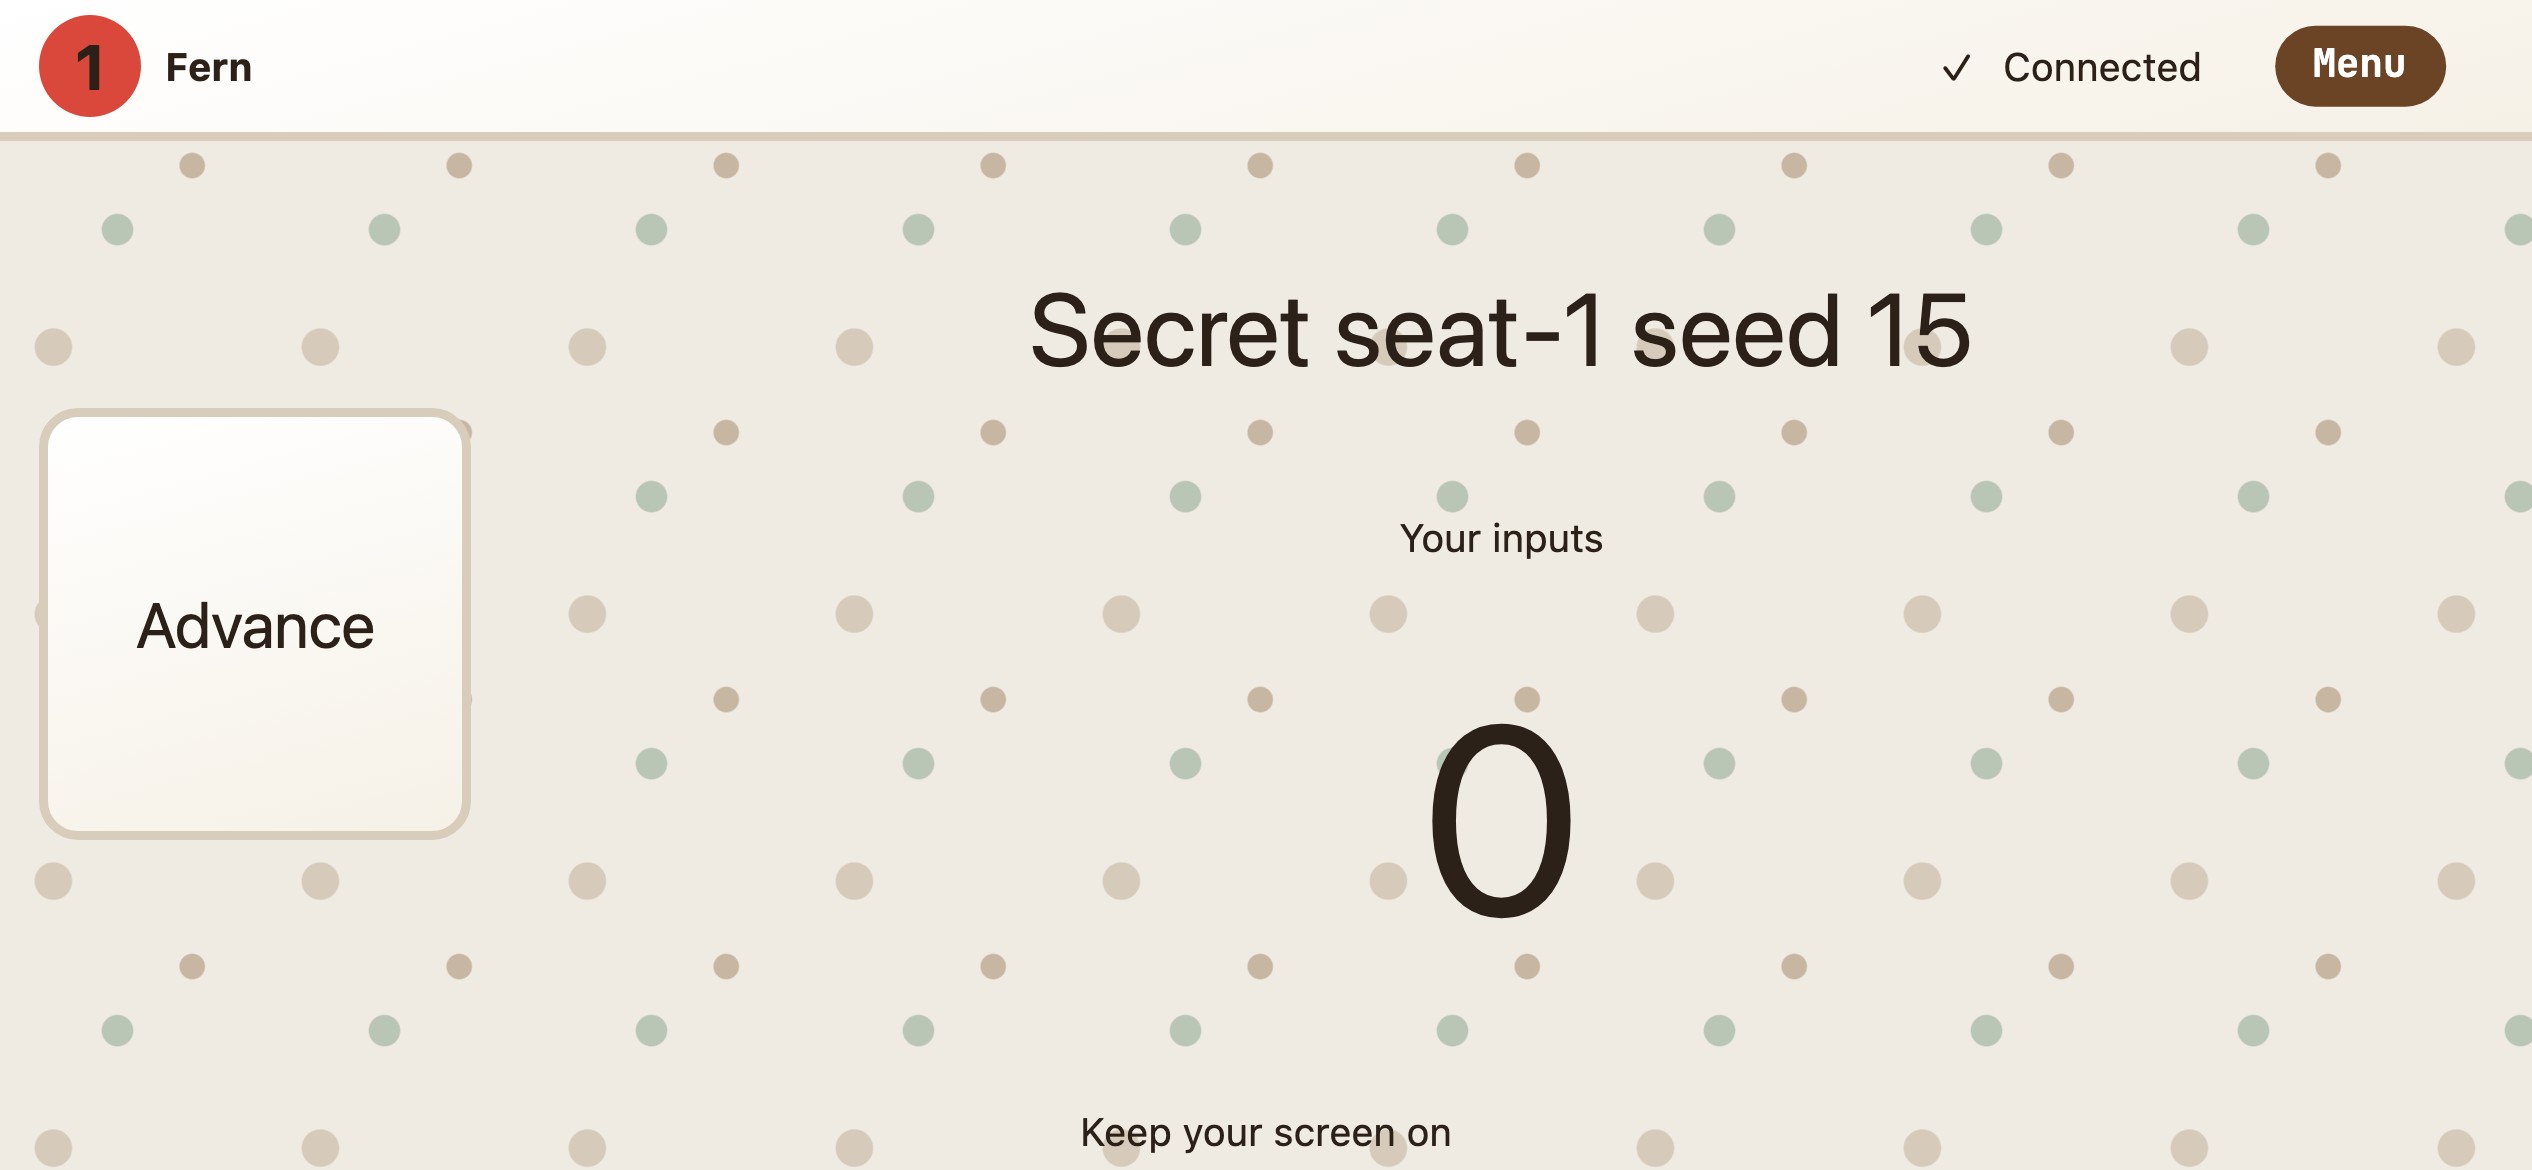 1 Fern ✓ Connected Menu
Secret seat-1 seed 15
Advance
Your inputs
0
Keep your screen on